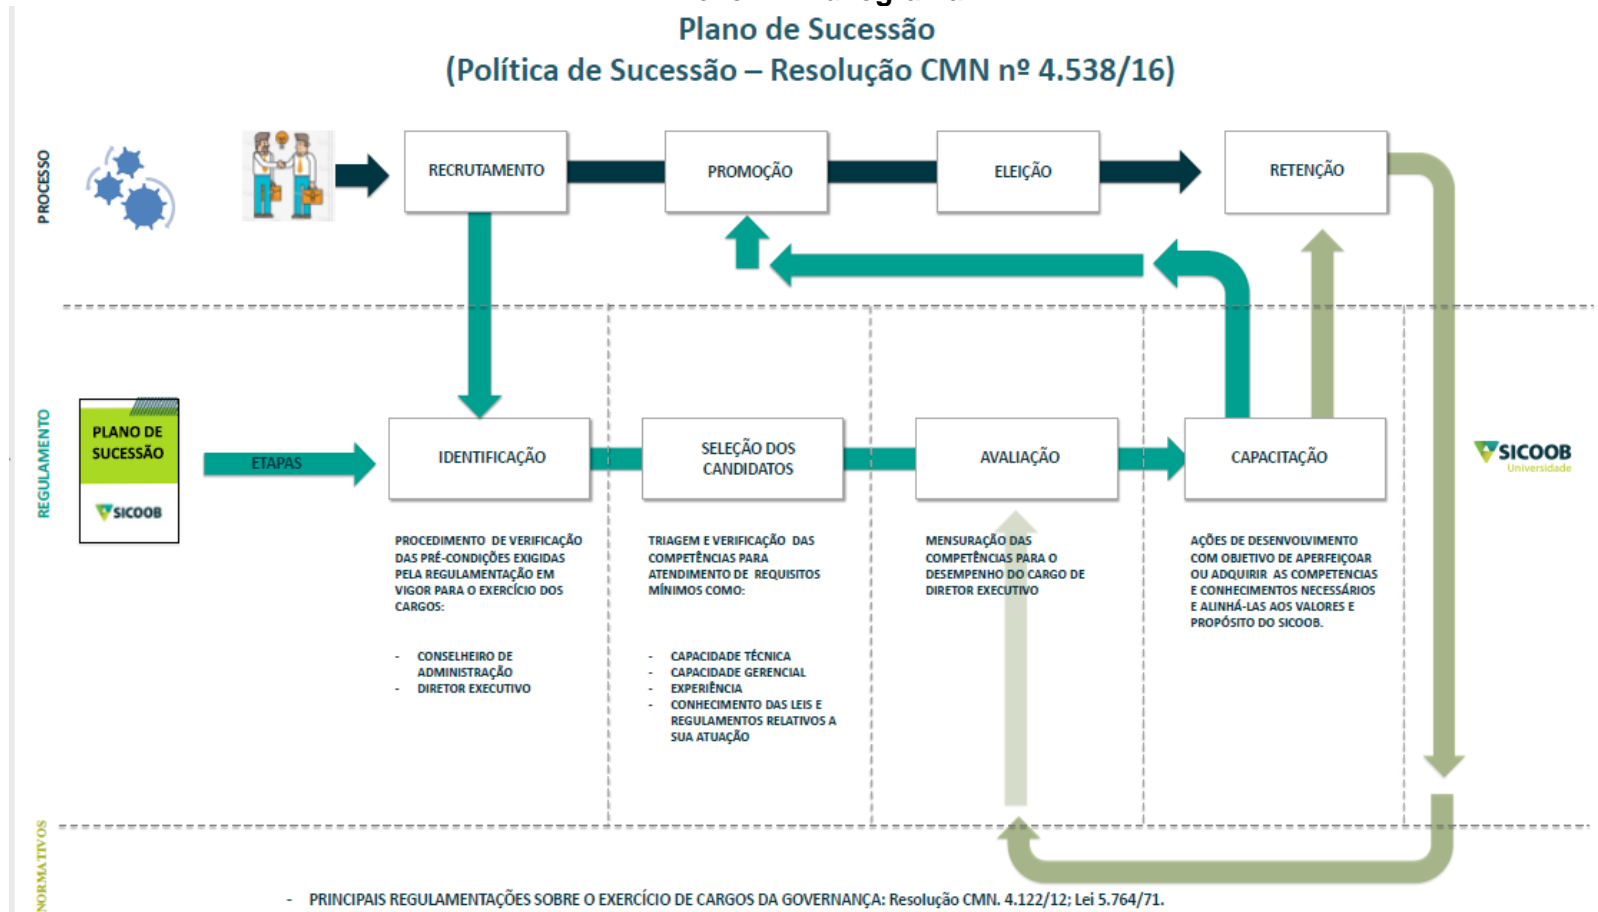 Plano de Sucessão
(Política de Sucessão – Resolução CMN nº 4.538/16)
PROCESSO
RECRUTAMENTO
PROMOÇÃO
ELEIÇÃO
RETENÇÃO
REGULAMENTO
PLANO DE
SUCESSÃO
SICOOB
ETAPAS
IDENTIFICAÇÃO
SELEÇÃO DOS
CANDIDATOS
AVALIAÇÃO
CAPACITAÇÃO
SICOOB
Universidade
PROCEDIMENTO DE VERIFICAÇÃO
DAS PRÉ-CONDIÇÕES EXIGIDAS
PELA REGULAMENTAÇÃO EM
VIGOR PARA O EXERCÍCIO DOS
CARGOS:
- CONSELHEIRO DE
ADMINISTRAÇÃO
- DIRETOR EXECUTIVO
TRIAGEM E VERIFICAÇÃO DAS
COMPETÊNCIAS PARA
ATENDIMENTO DE REQUISITOS
MÍNIMOS COMO:
- CAPACIDADE TÉCNICA
- CAPACIDADE GERENCIAL
- EXPERIÊNCIA
- CONHECIMENTO DAS LEIS E
REGULAMENTOS RELATIVOS A
SUA ATUAÇÃO
MENSURAÇÃO DAS
COMPETÊNCIAS PARA O
DESEMPENHO DO CARGO DE
DIRETOR EXECUTIVO
AÇÕES DE DESENVOLVIMENTO
COM OBJETIVO DE APERFEIÇOAR
OU ADQUIRIR AS COMPETENCIAS
E CONHECIMENTOS NECESSÁRIOS
E ALINHÁ-LAS AOS VALORES E
PROPÓSITO DO SICOOB.
NORMATIVOS
- PRINCIPAIS REGULAMENTAÇÕES SOBRE O EXERCÍCIO DE CARGOS DA GOVERNANÇA: Resolução CMN. 4.122/12; Lei 5.764/71.